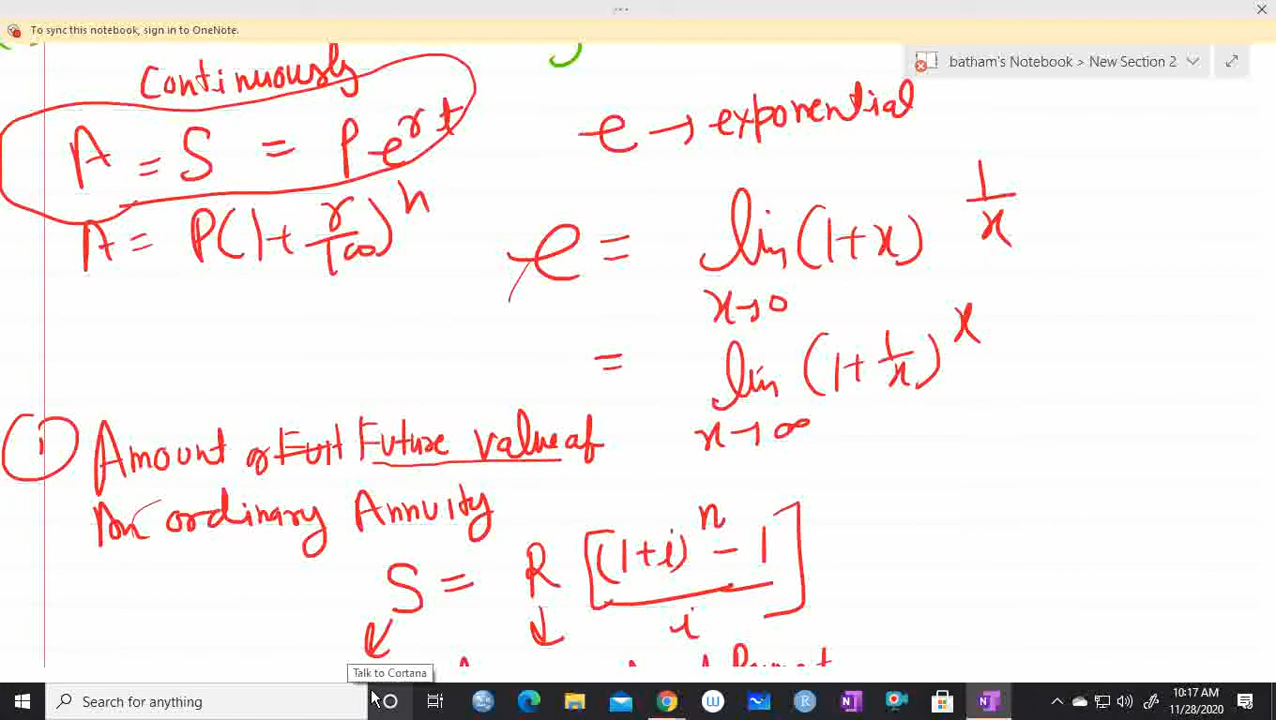 To sync this notebook, sign in to OneNote.
batham's Notebook > New Section 2
Continuously
A = S = Pe^rt
A = P(1+ r/100)^n
e → exponential
e = lim (1+x)^1/x
x→0
= lim (1+ 1/x)^x
x→∞
(i) Amount of Future value of
An ordinary Annuity
S = R [(1+i)^n - 1 / i]
Talk to Cortana
Search for anything
10:17 AM
11/28/2020